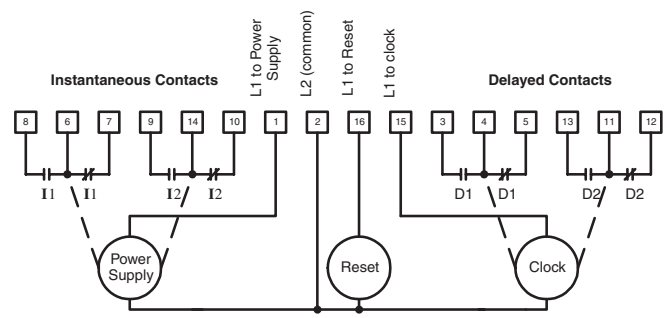 L1 to Power
Supply
L2 (common)
L1 to Reset
L1 to clock
Instantaneous Contacts
Delayed Contacts
8 6 7 9 14 10 1 2 16 15 3 4 5 13 11 12
I1 I1 I2 I2 D1 D1 D2 D2
Power
Supply
Reset
Clock